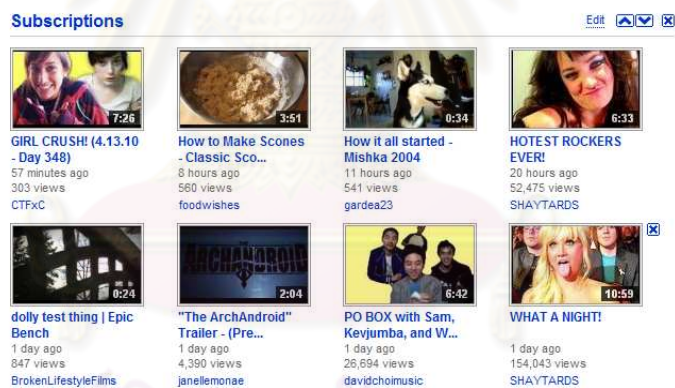 Subscriptions
Edit
7:26
3:51
0:34
6:33
GIRL CRUSH! (4.13.10
- Day 348)
57 minutes ago
303 views
CTFxC
How to Make Scones
- Classic Sco...
8 hours ago
560 views
foodwishes
How it all started -
Mishka 2004
11 hours ago
541 views
gardea23
HOTEST ROCKERS
EVER!
20 hours ago
52,475 views
SHAYTARDS
0:24
THE
ARCHANDROID
2:04
6:42
10:59
dolly test thing | Epic
Bench
1 day ago
847 views
BrokenLifestyleFilms
"The ArchAndroid"
Trailer - (Pre...
1 day ago
4,390 views
janellemonae
PO BOX with Sam,
Kevjumba, and W...
1 day ago
26,694 views
davidchoimusic
WHAT A NIGHT!
1 day ago
154,043 views
SHAYTARDS